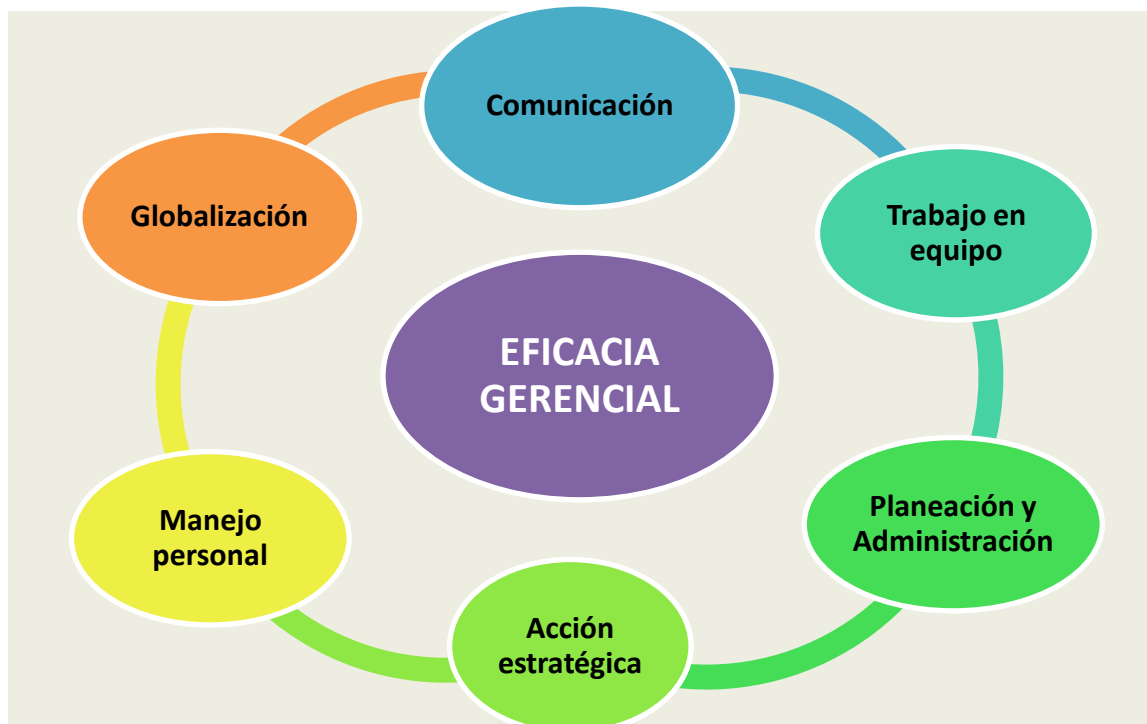 Comunicación
Trabajo en
equipo
Planeación y
Administración
Acción
estratégica
Manejo
personal
Globalización
EFICACIA
GERENCIAL